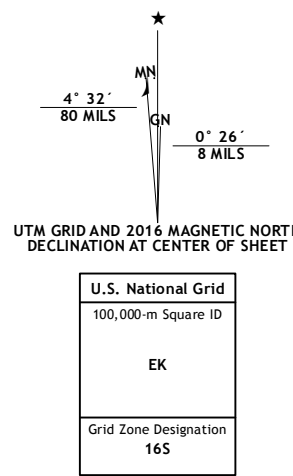 ★
MN
4° 32´
80 MILS
GN
0° 26´
8 MILS
UTM GRID AND 2016 MAGNETIC NORTH
DECLINATION AT CENTER OF SHEET
U.S. National Grid
100,000-m Square ID
EK
Grid Zone Designation
16S